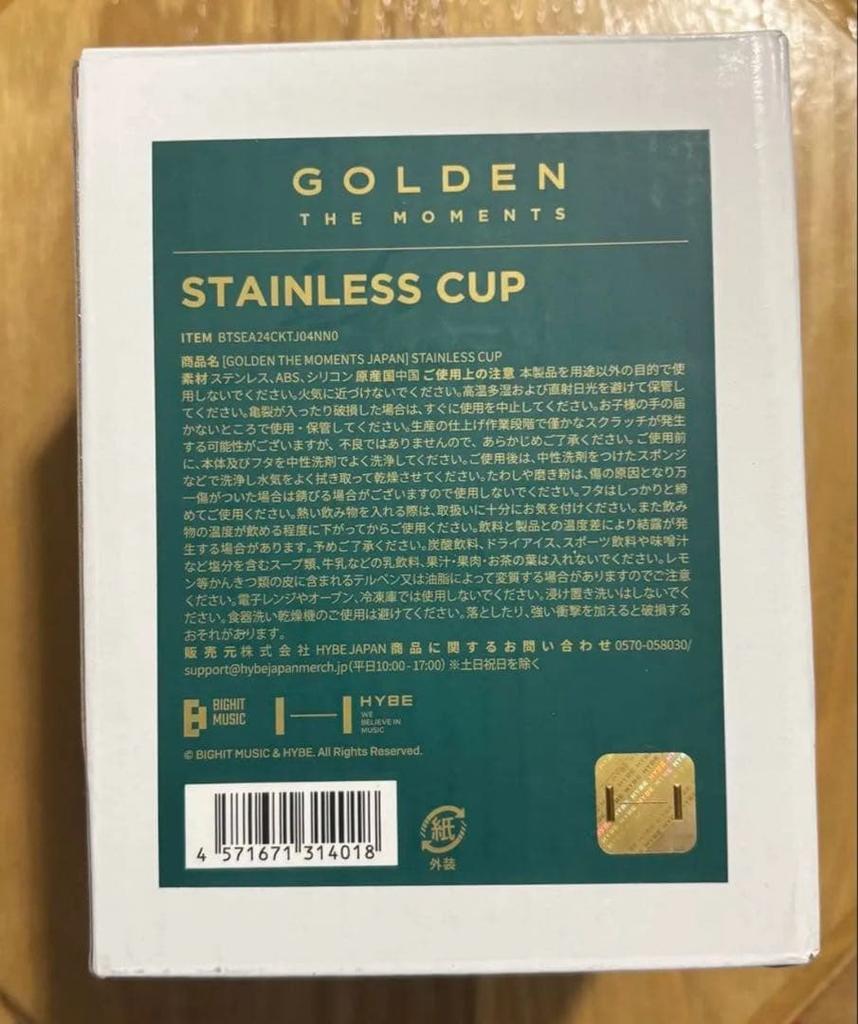 GOLDEN
THE MOMENTS
STAINLESS CUP
ITEM BTSEA24CKTJ04NN0
商品名 [GOLDEN THE MOMENTS JAPAN] STAINLESS CUP
素材 ステンレス、ABS、シリコン 原産国中国 ご使用上の注意 本製品を用途以外の目的で使
用しないでください。火気に近づけないでください。高温多湿および直射日光を避けて保管し
てください。亀裂が入ったり破損した場合は、すぐに使用を中止してください。お子様の手の届
かないところで使用・保管してください。生産の仕上げ作業段階で僅かなスクラッチが発生
する可能性がございますが、不良ではありませんので、あらかじめご了承ください。ご使用前
に、本体及びフタを中性洗剤でよく洗浄してください。ご使用後は、中性洗剤をつけたスポンジ
などで洗浄し水気をよく拭き取って乾燥させてください。たわしや磨き粉は、傷の原因となり万
一傷がついた場合は錆びる場合がございますので使用しないでください。フタはしっかりと締
めてご使用ください。熱い飲み物を入れる際は、取扱いに十分にお気を付けください。また飲み
物の温度が飲める程度に下がってからご使用ください。飲料と製品との温度差により結露が発
生する場合があります。予めご了承ください。炭酸飲料、ドライアイス、スポーツ飲料や味噌汁
など塩分を含むスープ類、牛乳などの乳飲料、果汁・果肉・お茶の葉は入れないでください。レモ
ン等かんきつ類の皮に含まれるテルペン又は油脂によって変質する場合がありますのでご注意
ください。電子レンジやオーブン、冷凍庫では使用しないでください。浸け置き洗いはしないでく
ださい。食器洗い乾燥機のご使用は避けてください。落としたり、強い衝撃を加えると破損する
おそれがあります。
販売元株式会社 HYBE JAPAN 商品に関するお問い合わせ 0570-058030/
support@hybejapanmerch.jp (平日10:00 - 17:00) ※土日祝日を除く
BIGHIT
MUSIC
HYBE
WE
BELIEVE IN
MUSIC
© BIGHIT MUSIC & HYBE. All Rights Reserved.
4 571671 314018
紙
外装